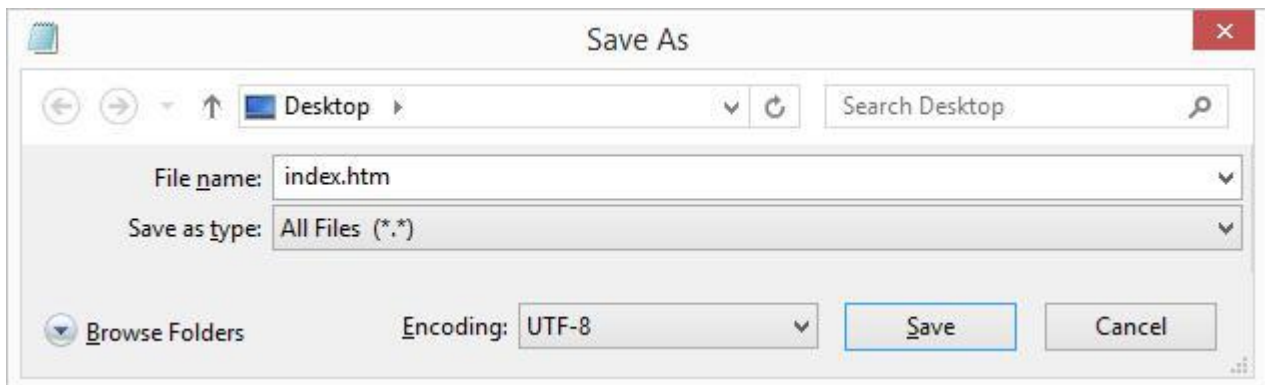 Save As
Desktop
Search Desktop
File name: index.htm
Save as type: All Files (*.*)
Browse Folders Encoding: UTF-8 Save Cancel